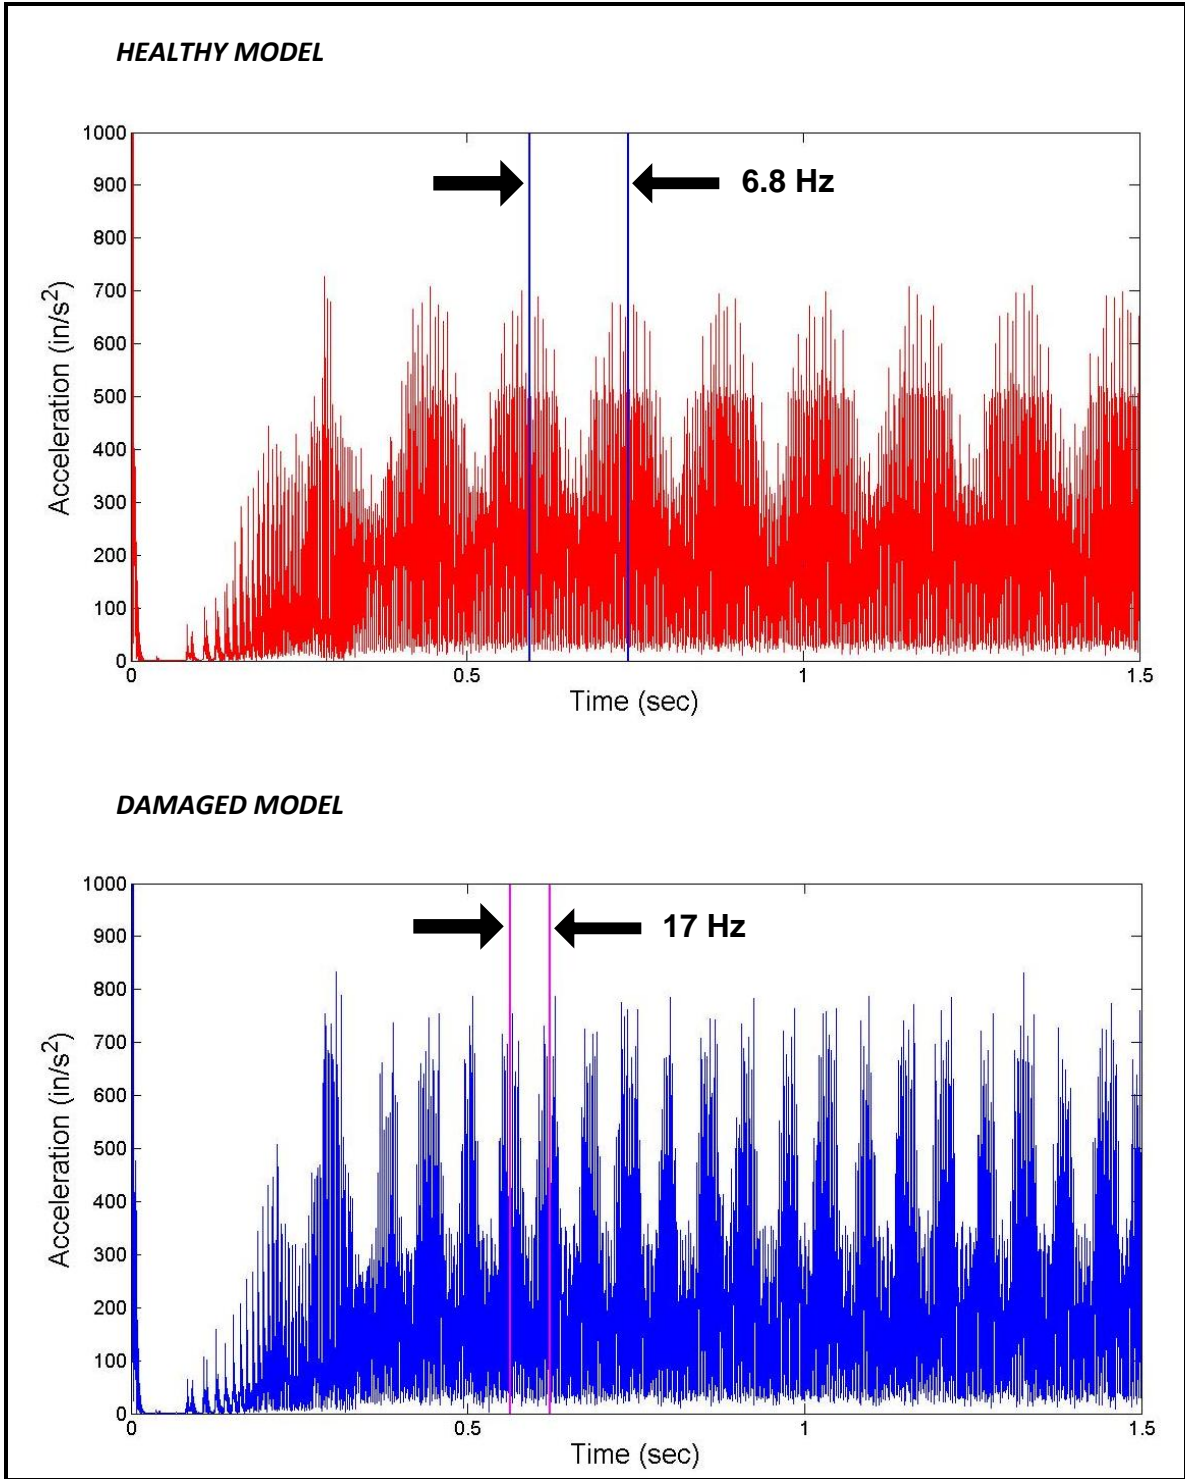 HEALTHY MODEL
1000
900
800
700
600
500
400
300
200
100
0
Acceleration (in/s²)
6.8 Hz
0 0.5 1 1.5
Time (sec)
DAMAGED MODEL
1000
900
800
700
600
500
400
300
200
100
0
Acceleration (in/s²)
17 Hz
0 0.5 1 1.5
Time (sec)